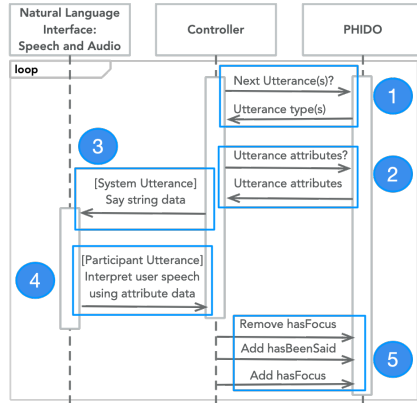 Natural Language
Interface:
Speech and Audio
Controller
PHIDO
loop
Next Utterance(s)?
Utterance type(s)
1
Utterance attributes?
Utterance attributes
2
3
[System Utterance]
Say string data
4
[Participant Utterance]
Interpret user speech
using attribute data
Remove hasFocus
Add hasBeenSaid
Add hasFocus
5